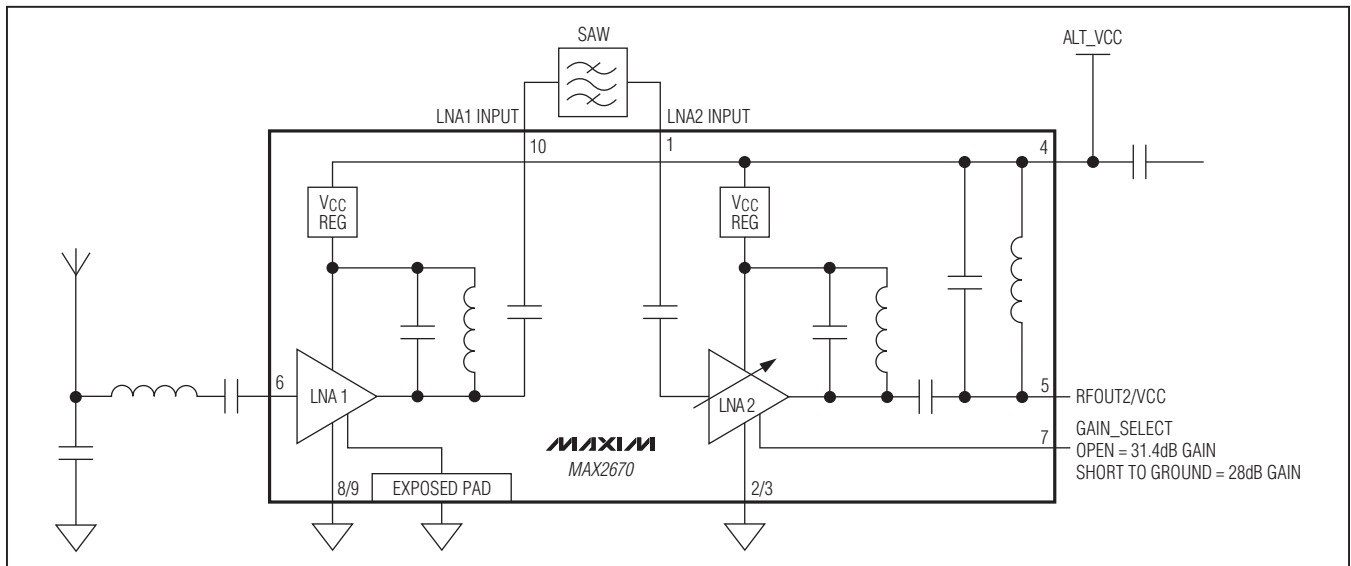 SAW
ALT_VCC
LNA1 INPUT
LNA2 INPUT
10
1
4
VCC
REG
VCC
REG
6
LNA 1
LNA 2
5
RFOUT2/VCC
7
GAIN_SELECT
OPEN = 31.4dB GAIN
SHORT TO GROUND = 28dB GAIN
MAXIM
MAX2670
8/9
EXPOSED PAD
2/3